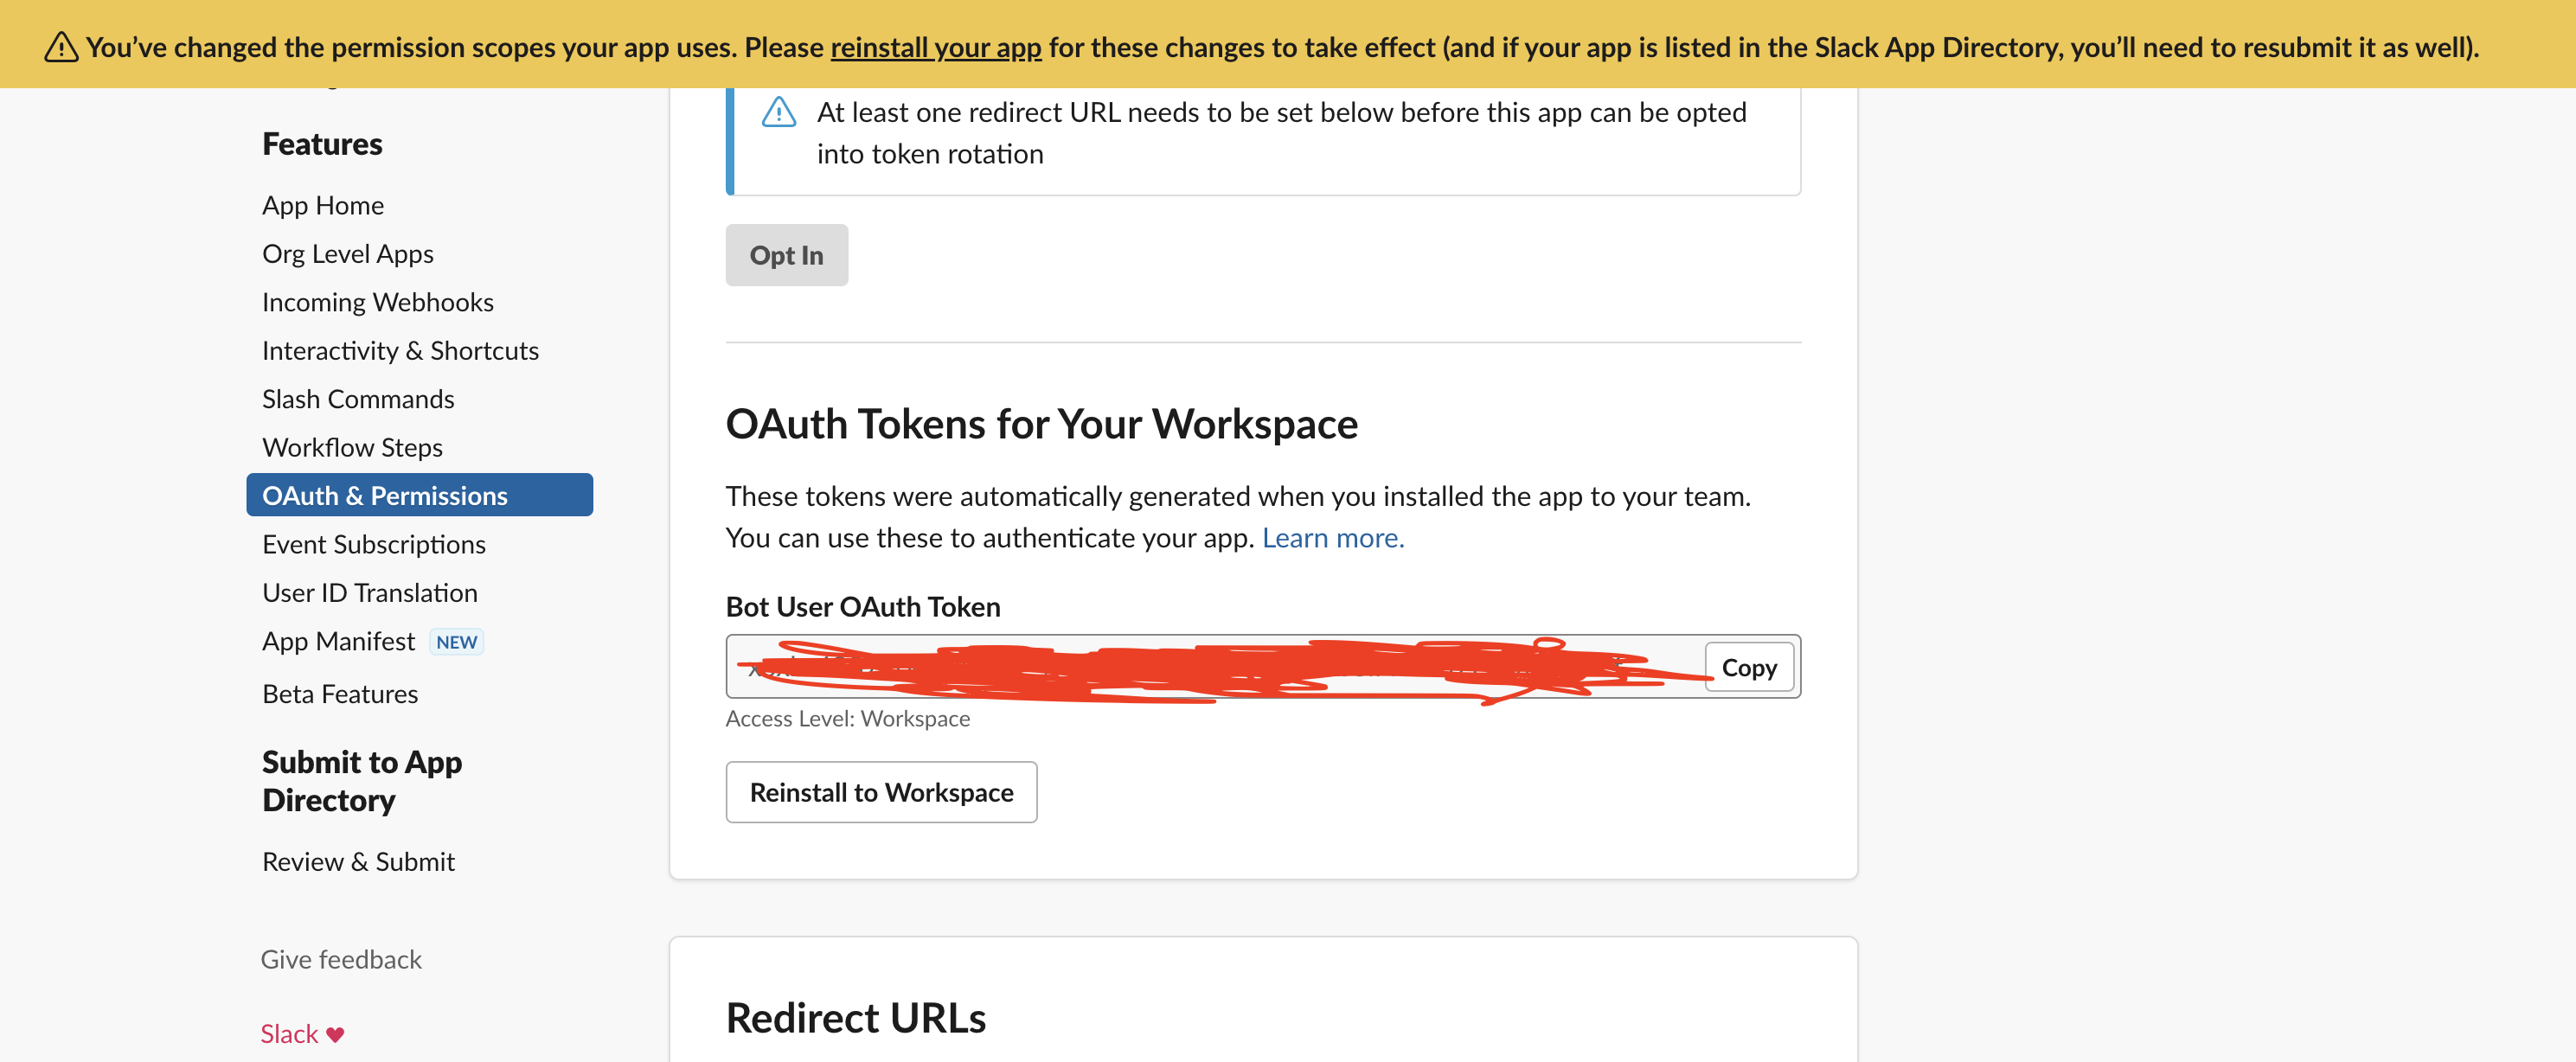 You’ve changed the permission scopes your app uses. Please reinstall your app for these changes to take effect (and if your app is listed in the Slack App Directory, you’ll need to resubmit it as well).
Features
App Home
Org Level Apps
Incoming Webhooks
Interactivity & Shortcuts
Slash Commands
Workflow Steps
OAuth & Permissions
Event Subscriptions
User ID Translation
App Manifest NEW
Beta Features
Submit to App
Directory
Review & Submit
Give feedback
Slack
At least one redirect URL needs to be set below before this app can be opted
into token rotation
Opt In
OAuth Tokens for Your Workspace
These tokens were automatically generated when you installed the app to your team.
You can use these to authenticate your app. Learn more.
Bot User OAuth Token
Copy
Access Level: Workspace
Reinstall to Workspace
Redirect URLs